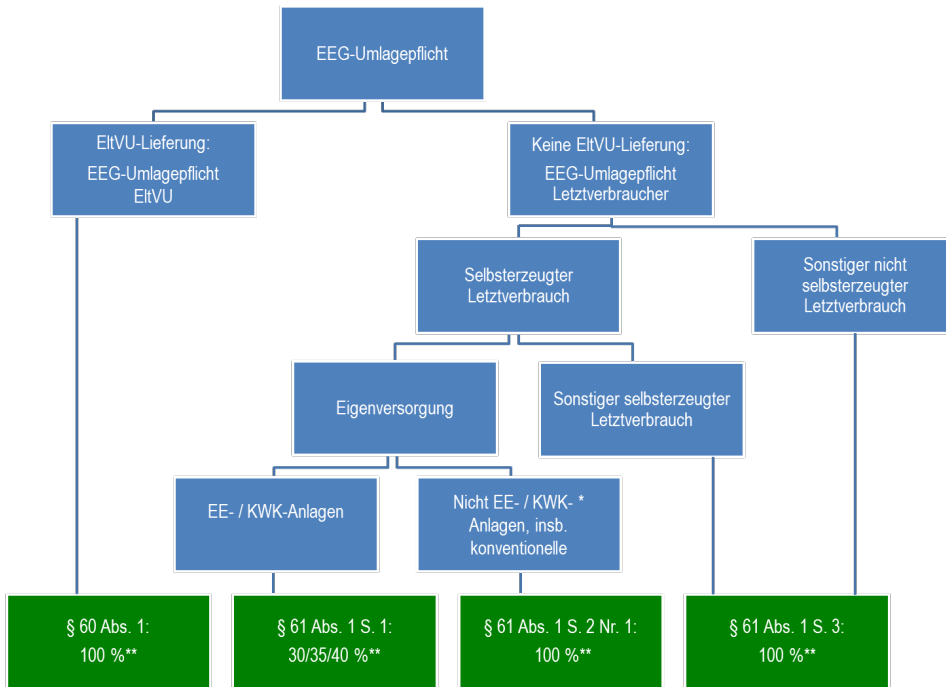 EEG-Umlagepflicht
EltVU-Lieferung:
EEG-Umlagepflicht
EltVU
Keine EltVU-Lieferung:
EEG-Umlagepflicht
Letztverbraucher
Selbsterzeugter
Letztverbrauch
Sonstiger nicht
selbsterzeugter
Letztverbrauch
Eigenversorgung
Sonstiger selbsterzeugter
Letztverbrauch
EE- / KWK-Anlagen
Nicht EE- / KWK- *
Anlagen, insb.
konventionelle
§ 60 Abs. 1:
100 %**
§ 61 Abs. 1 S. 1:
30/35/40 %**
§ 61 Abs. 1 S. 2 Nr. 1:
100 %**
§ 61 Abs. 1 S. 3:
100 %**